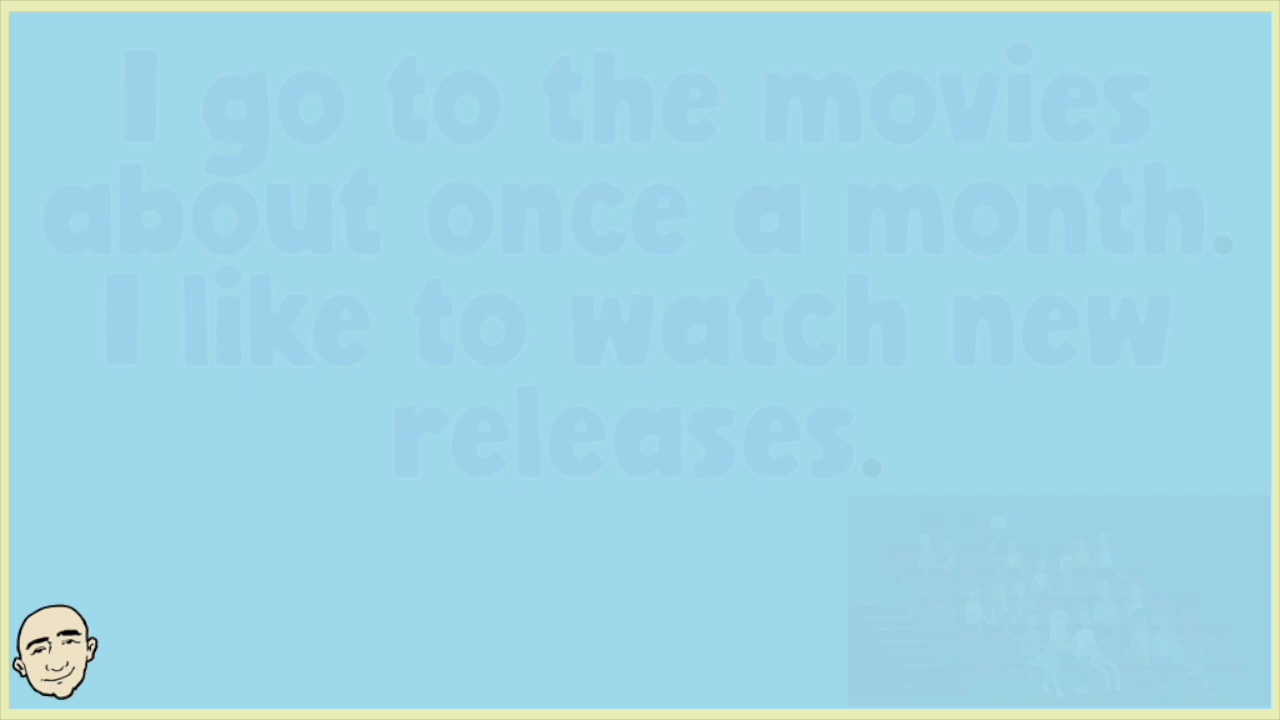 I go to the movies
about once a month.
I like to watch new
releases.